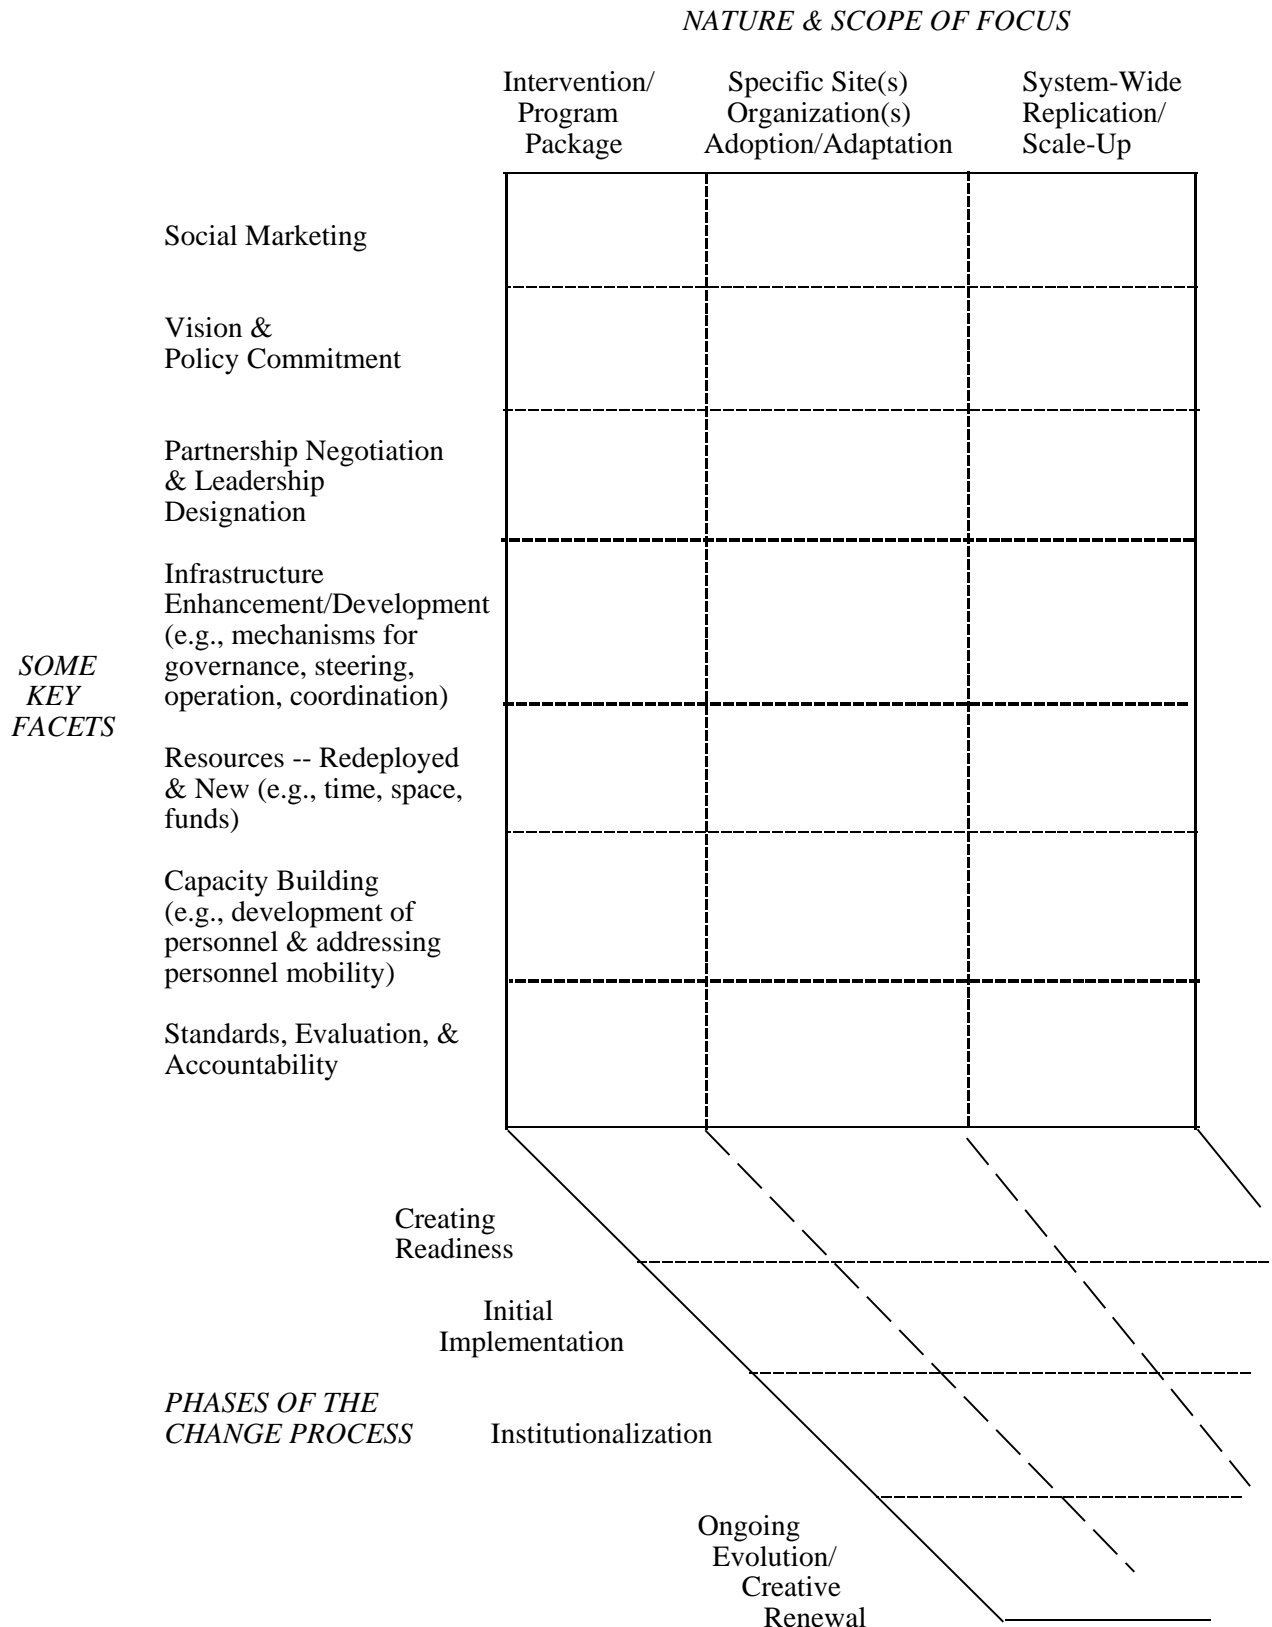 NATURE & SCOPE OF FOCUS
Intervention/
Program
Package
Specific Site(s)
Organization(s)
Adoption/Adaptation
System-Wide
Replication/
Scale-Up
Social Marketing
Vision &
Policy Commitment
Partnership Negotiation
& Leadership
Designation
Infrastructure
Enhancement/Development
(e.g., mechanisms for
governance, steering,
operation, coordination)
SOME
KEY
FACETS
Resources -- Redeployed
& New (e.g., time, space,
funds)
Capacity Building
(e.g., development of
personnel & addressing
personnel mobility)
Standards, Evaluation, &
Accountability
Creating
Readiness
Initial
Implementation
PHASES OF THE
CHANGE PROCESS
Institutionalization
Ongoing
Evolution/
Creative
Renewal